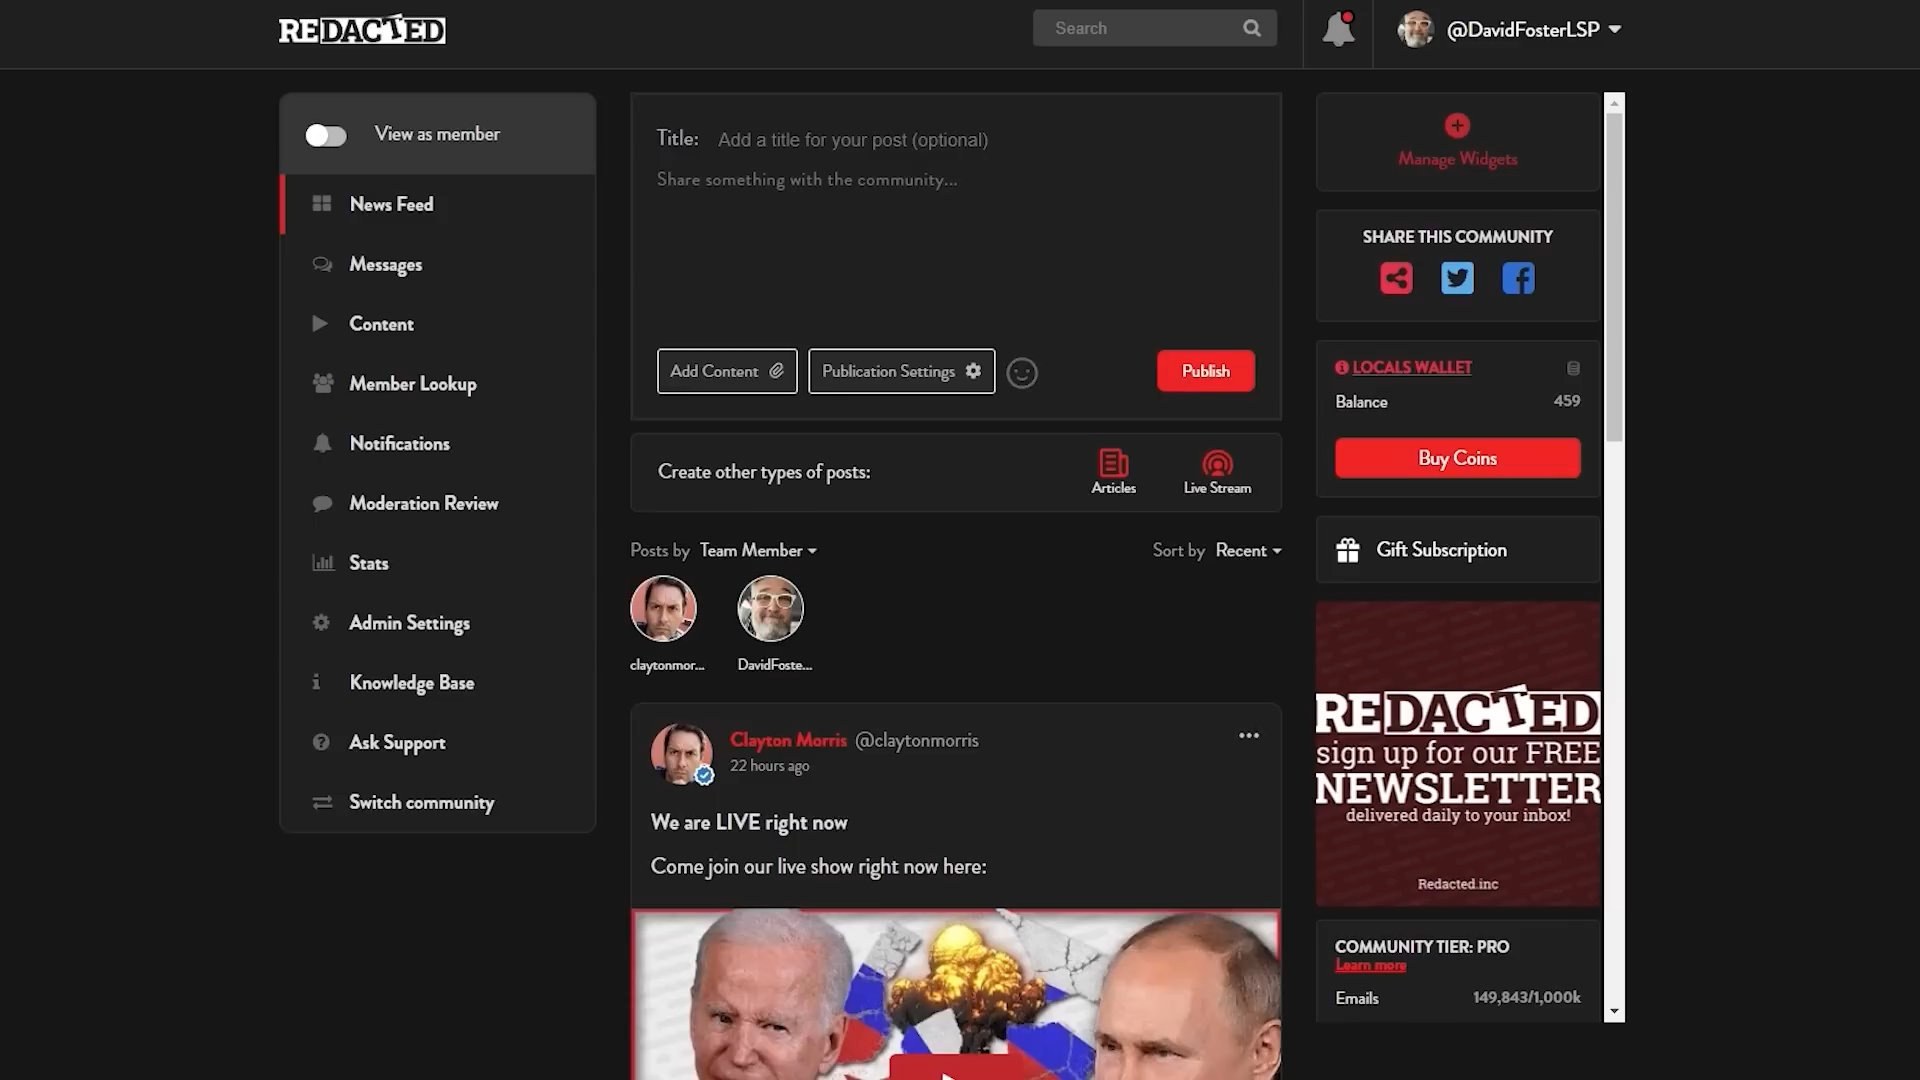 REDACTED
Search
@DavidFosterLSP
View as member
News Feed
Messages
Content
Member Lookup
Notifications
Moderation Review
Stats
Admin Settings
Knowledge Base
Ask Support
Switch community
Title: Add a title for your post (optional)
Share something with the community...
Add Content
Publication Settings
Publish
Create other types of posts:
Articles
Live Stream
Posts by Team Member
Sort by Recent
claytonmor...
DavidFoste...
Clayton Morris @claytonmorris
22 hours ago
We are LIVE right now
Come join our live show right now here:
Manage Widgets
SHARE THIS COMMUNITY
LOCALS WALLET
Balance 459
Buy Coins
Gift Subscription
REDACTED
sign up for our FREE
NEWSLETTER
delivered daily to your inbox!
Redacted.inc
COMMUNITY TIER: PRO
Learn more
Emails 149,843/1,000k